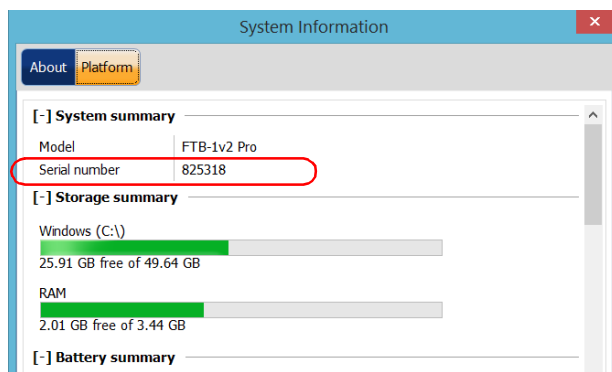 System Information
About Platform
[-] System summary
Model FTB-1v2 Pro
Serial number 825318
[-] Storage summary
Windows (C:\)
25.91 GB free of 49.64 GB
RAM
2.01 GB free of 3.44 GB
[-] Battery summary